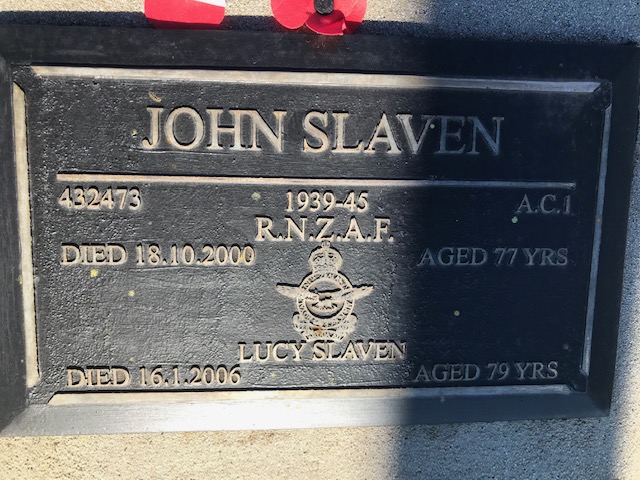 JOHN SLAVEN
432473 1939-45 A.C.1
R.N.Z.A.F.
DIED 18.10.2000 AGED 77 YRS
LUCY SLAVEN
DIED 16.1.2006 AGED 79 YRS